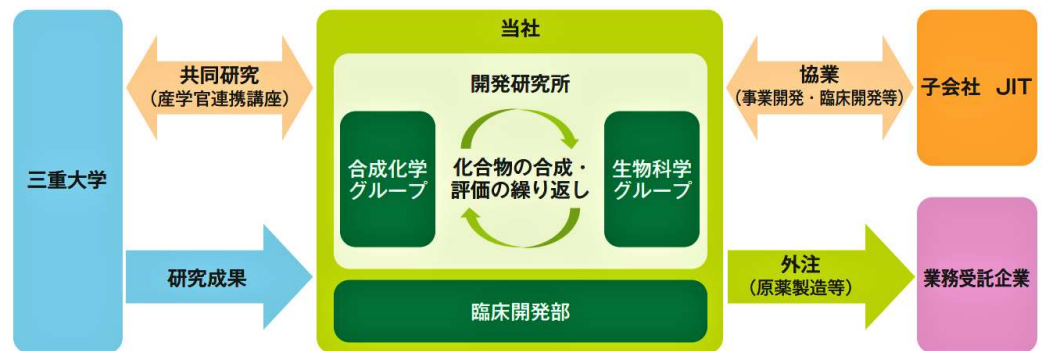 三重大学
共同研究
（産学官連携講座）
研究成果
当社
開発研究所
合成化学
グループ
化合物の合成・
評価の繰り返し
生物科学
グループ
臨床開発部
協業
（事業開発・臨床開発等）
外注
（原薬製造等）
子会社　JIT
業務受託企業